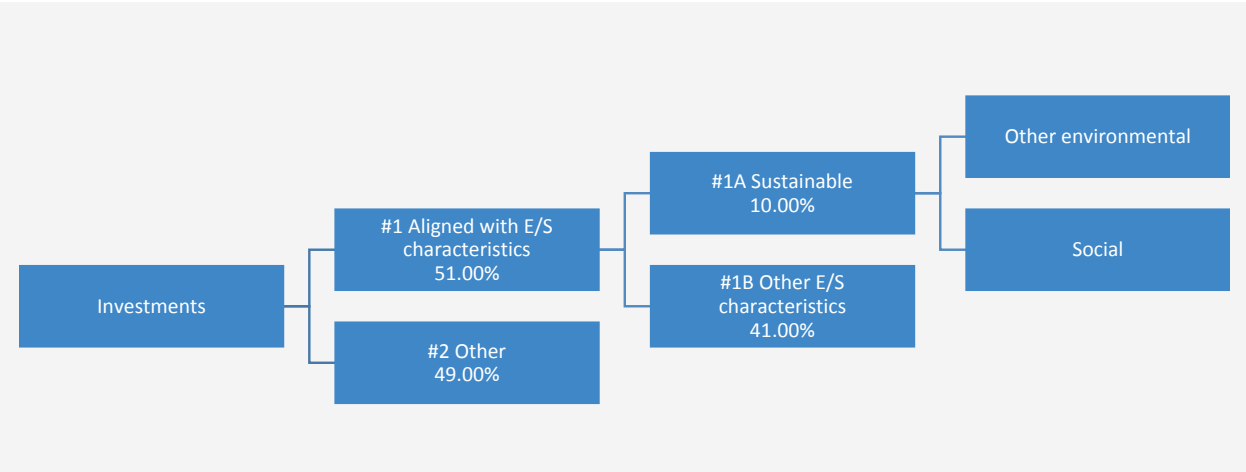 Investments
#1 Aligned with E/S
characteristics
51.00%
#2 Other
49.00%
#1A Sustainable
10.00%
#1B Other E/S
characteristics
41.00%
Other environmental
Social